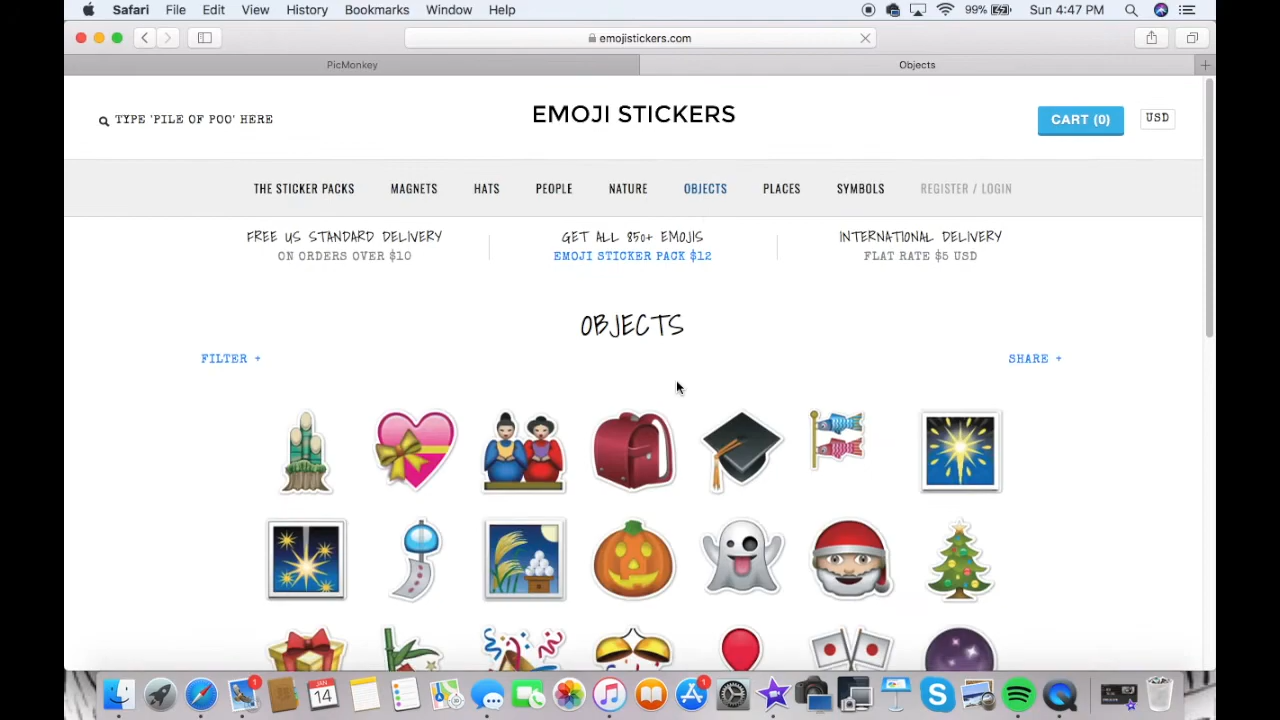 Safari File Edit View History Bookmarks Window Help 99% Sun 4:47 PM
emojistickers.com
PicMonkey Objects
TYPE 'PILE OF POO' HERE
EMOJI STICKERS
CART (0)
USD
THE STICKER PACKS MAGNETS HATS PEOPLE NATURE OBJECTS PLACES SYMBOLS REGISTER / LOGIN
FREE US STANDARD DELIVERY
ON ORDERS OVER $10
GET ALL 850+ EMOJIS
EMOJI STICKER PACK $12
INTERNATIONAL DELIVERY
FLAT RATE $5 USD
OBJECTS
FILTER +
SHARE +
1
JAN
14
1